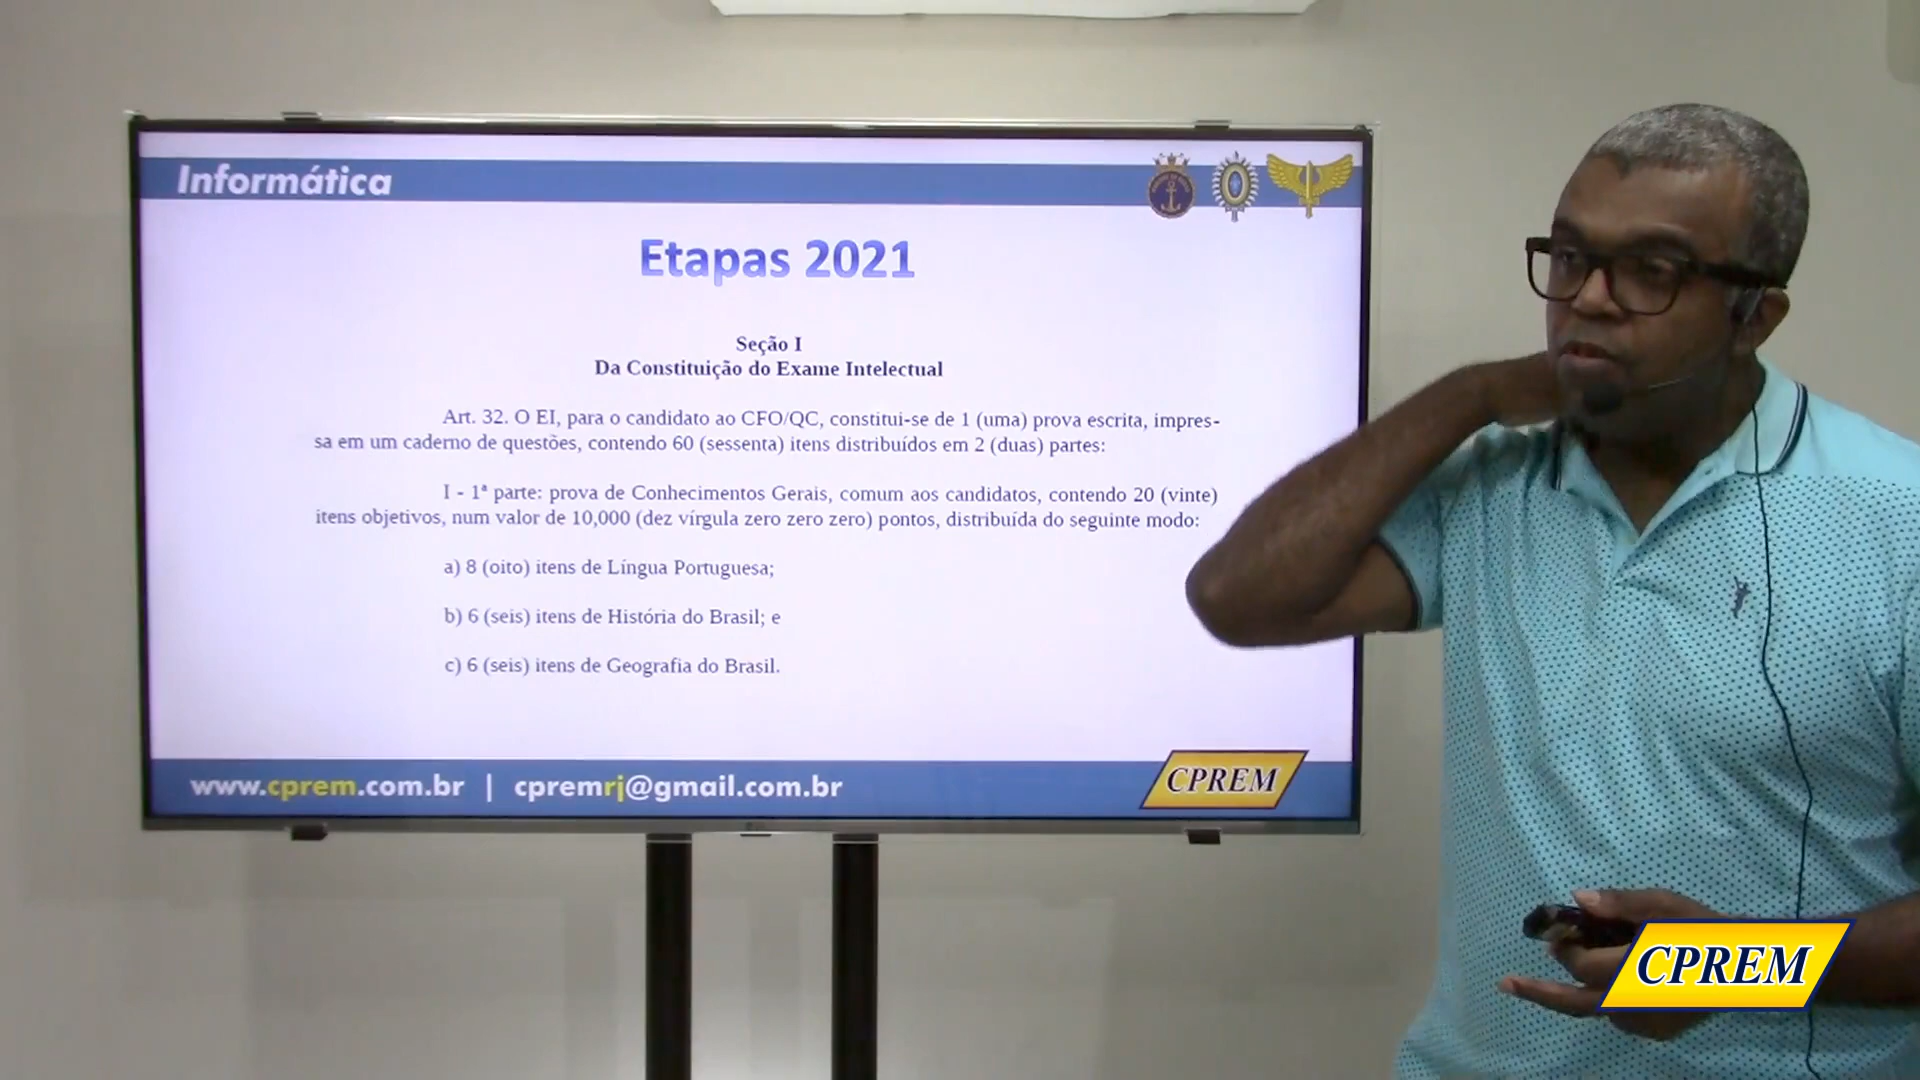 Informática
Etapas 2021
Seção I
Da Constituição do Exame Intelectual
Art. 32. O EI, para o candidato ao CFO/QC, constitui-se de 1 (uma) prova escrita, impres-
sa em um caderno de questões, contendo 60 (sessenta) itens distribuídos em 2 (duas) partes:
I - 1ª parte: prova de Conhecimentos Gerais, comum aos candidatos, contendo 20 (vinte)
itens objetivos, num valor de 10,000 (dez vírgula zero zero zero) pontos, distribuída do seguinte modo:
a) 8 (oito) itens de Língua Portuguesa;
b) 6 (seis) itens de História do Brasil; e
c) 6 (seis) itens de Geografia do Brasil.
www.cprem.com.br | cpremrj@gmail.com.br
CPREM
CPREM